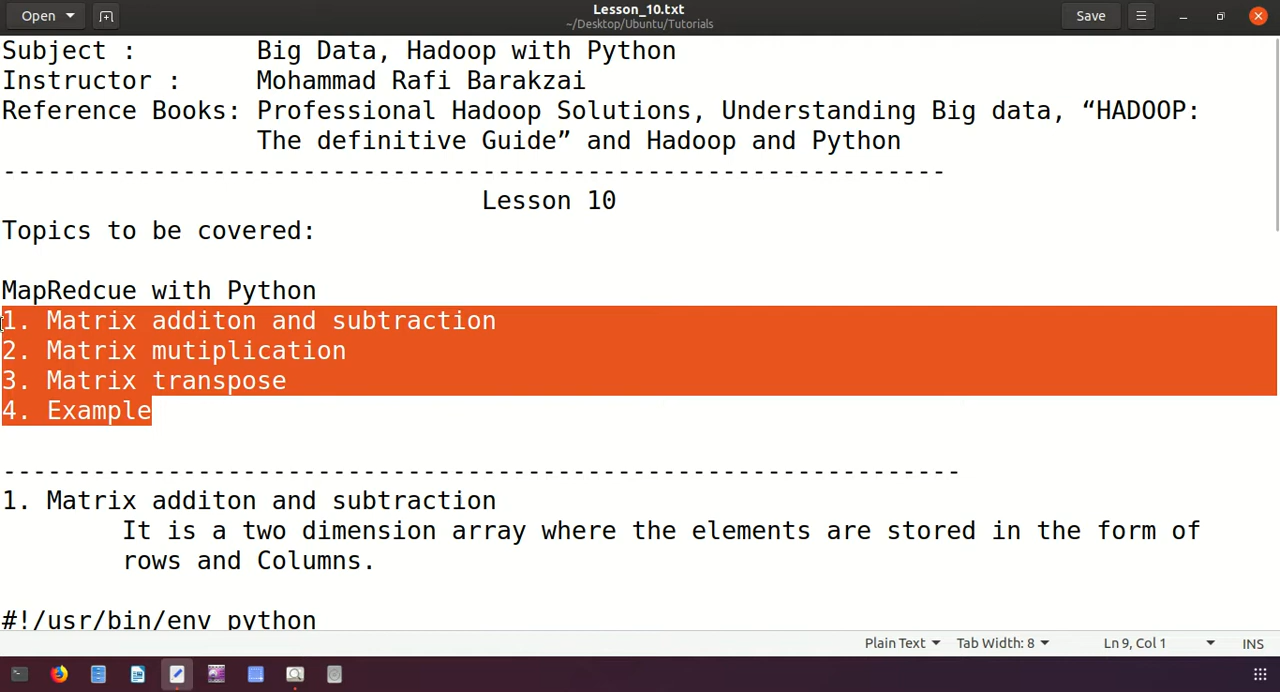 Open
Lesson_10.txt
~/Desktop/Ubuntu/Tutorials
Save
Subject : Big Data, Hadoop with Python
Instructor : Mohammad Rafi Barakzai
Reference Books: Professional Hadoop Solutions, Understanding Big data, “HADOOP:
The definitive Guide” and Hadoop and Python
---------------------------------------------------------------
Lesson 10
Topics to be covered:
MapRedcue with Python
1. Matrix additon and subtraction
2. Matrix mutiplication
3. Matrix transpose
4. Example
----------------------------------------------------------------
1. Matrix additon and subtraction
It is a two dimension array where the elements are stored in the form of
rows and Columns.
#!/usr/bin/env python
Plain Text Tab Width: 8 Ln 9, Col 1 INS